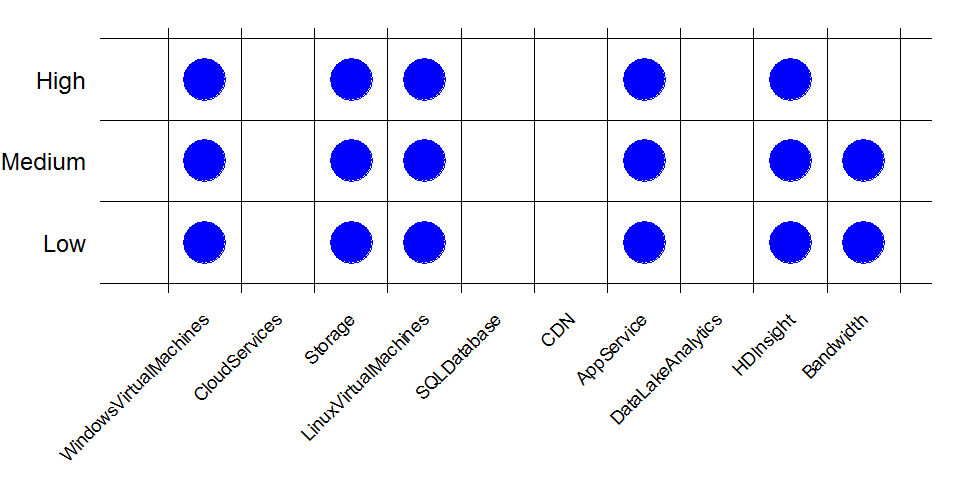 High
Medium
Low
WindowsVirtualMachines
CloudServices
Storage
LinuxVirtualMachines
SQLDatabase
CDN
AppService
DataLakeAnalytics
HDInsight
Bandwidth